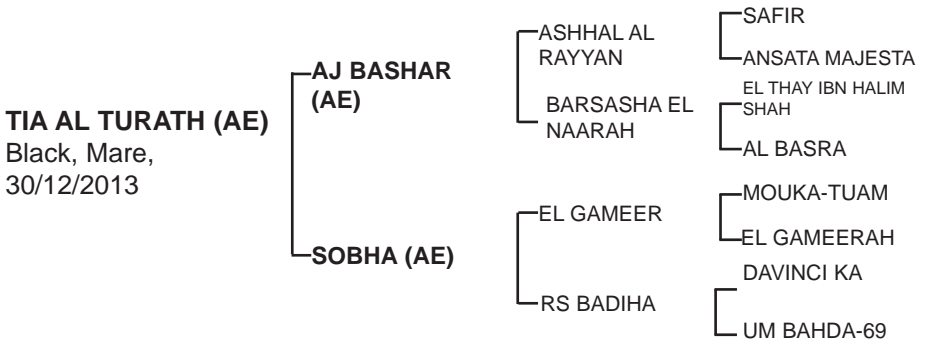 TIA AL TURATH (AE)
Black, Mare,
30/12/2013
AJ BASHAR
(AE)
SOBHA (AE)
ASHHAL AL
RAYYAN
BARSASHA EL
NAARAH
EL GAMEER
RS BADIHA
SAFIR
ANSATA MAJESTA
EL THAY IBN HALIM
SHAH
AL BASRA
MOUKA-TUAM
EL GAMEERAH
DAVINCI KA
UM BAHDA-69